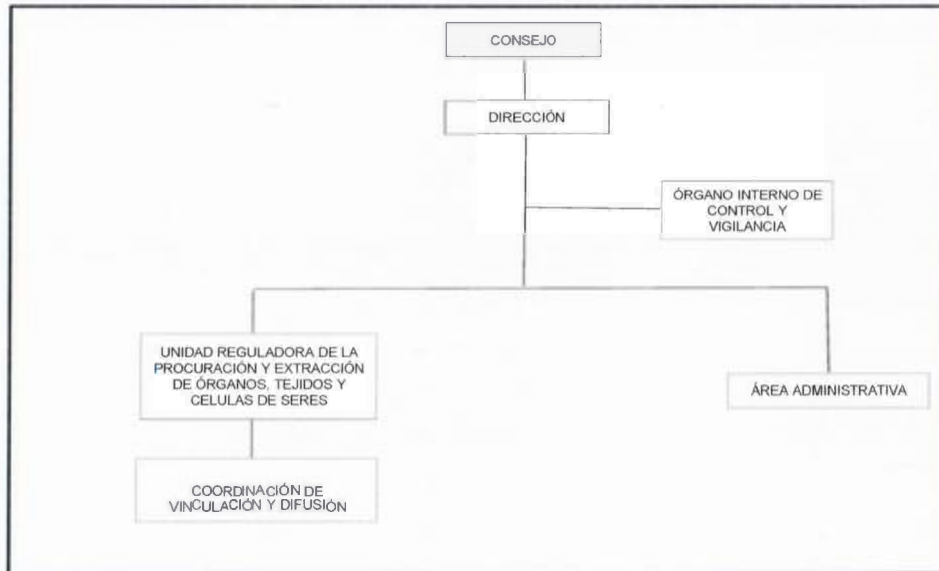 CONSEJO
DIRECCIÓN
ÓRGANO INTERNO DE
CONTROL Y
VIGILANCIA
UNIDAD REGULADORA DE LA
PROCURACIÓN Y EXTRACCIÓN
DE ÓRGANOS, TEJIDOS Y
CELULAS DE SERES
ÁREA ADMINISTRATIVA
COORDINACIÓN DE
VINCULACIÓN Y DIFUSIÓN